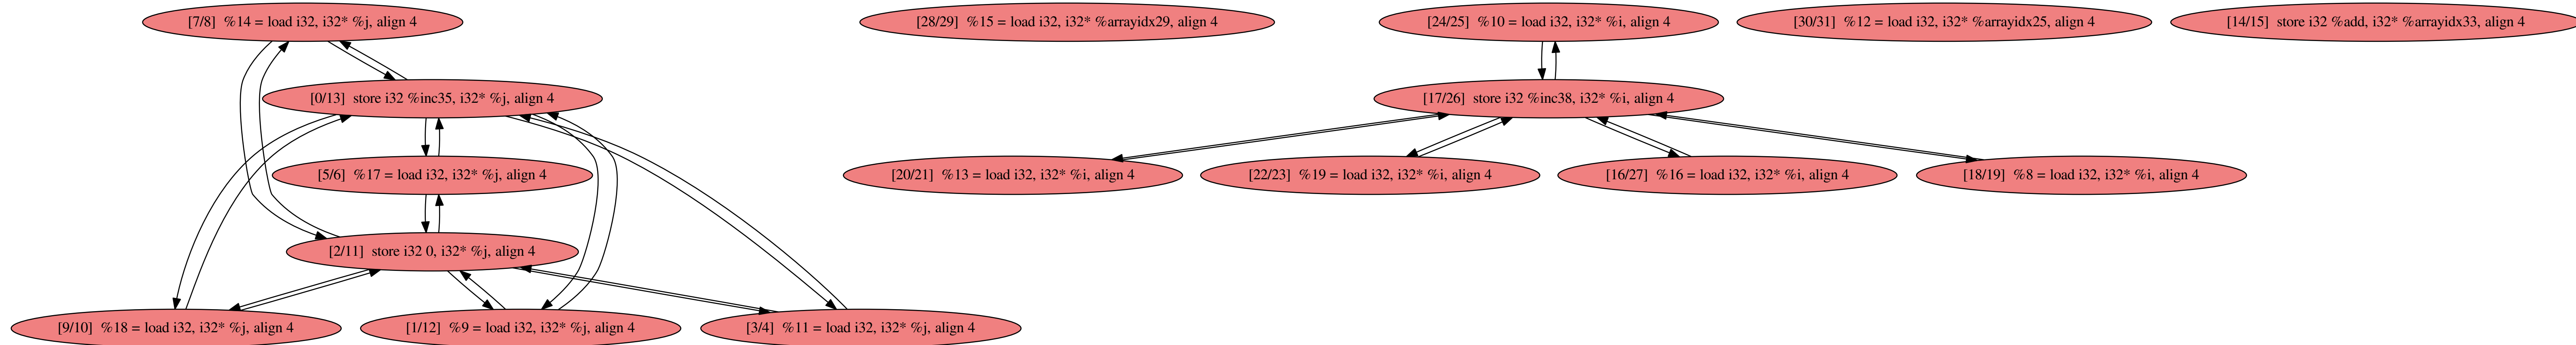 [7/8]  %14 = load i32, i32* %j, align 4
[28/29]  %15 = load i32, i32* %arrayidx29, align 4
[24/25]  %10 = load i32, i32* %i, align 4
[30/31]  %12 = load i32, i32* %arrayidx25, align 4
[14/15]  store i32 %add, i32* %arrayidx33, align 4
[0/13]  store i32 %inc35, i32* %j, align 4
[17/26]  store i32 %inc38, i32* %i, align 4
[5/6]  %17 = load i32, i32* %j, align 4
[20/21]  %13 = load i32, i32* %i, align 4
[22/23]  %19 = load i32, i32* %i, align 4
[16/27]  %16 = load i32, i32* %i, align 4
[18/19]  %8 = load i32, i32* %i, align 4
[2/11]  store i32 0, i32* %j, align 4
[9/10]  %18 = load i32, i32* %j, align 4
[1/12]  %9 = load i32, i32* %j, align 4
[3/4]  %11 = load i32, i32* %j, align 4